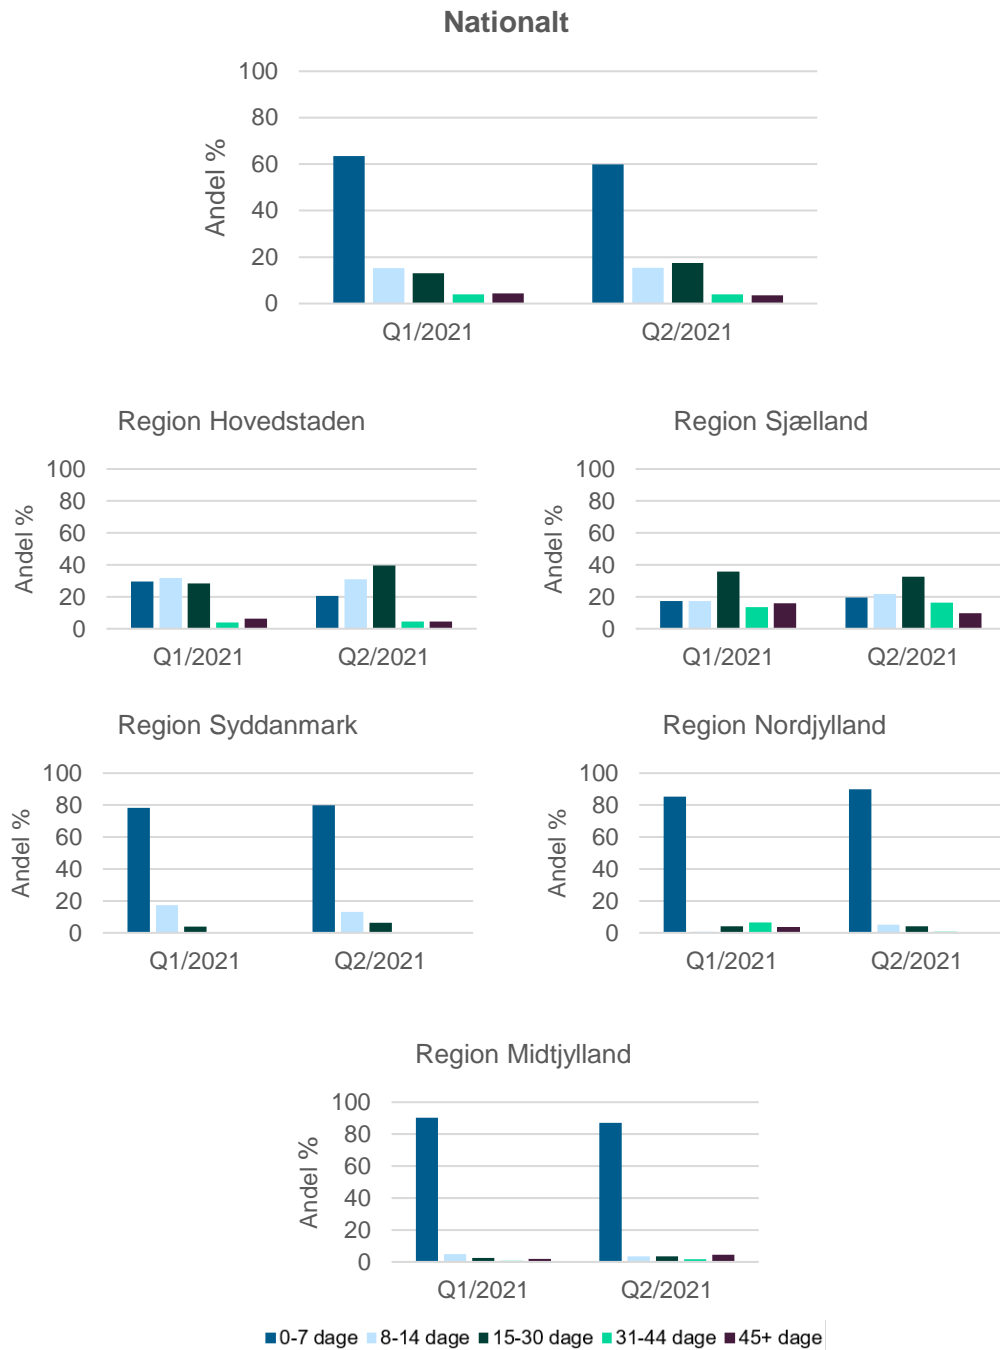 Nationalt
Andel %
100
80
60
40
20
0
Q1/2021 Q2/2021
Region Hovedstaden
Andel %
100
80
60
40
20
0
Q1/2021 Q2/2021
Region Sjælland
Andel %
100
80
60
40
20
0
Q1/2021 Q2/2021
Region Syddanmark
Andel %
100
80
60
40
20
0
Q1/2021 Q2/2021
Region Nordjylland
Andel %
100
80
60
40
20
0
Q1/2021 Q2/2021
Region Midtjylland
Andel %
100
80
60
40
20
0
Q1/2021 Q2/2021
0-7 dage 8-14 dage 15-30 dage 31-44 dage 45+ dage